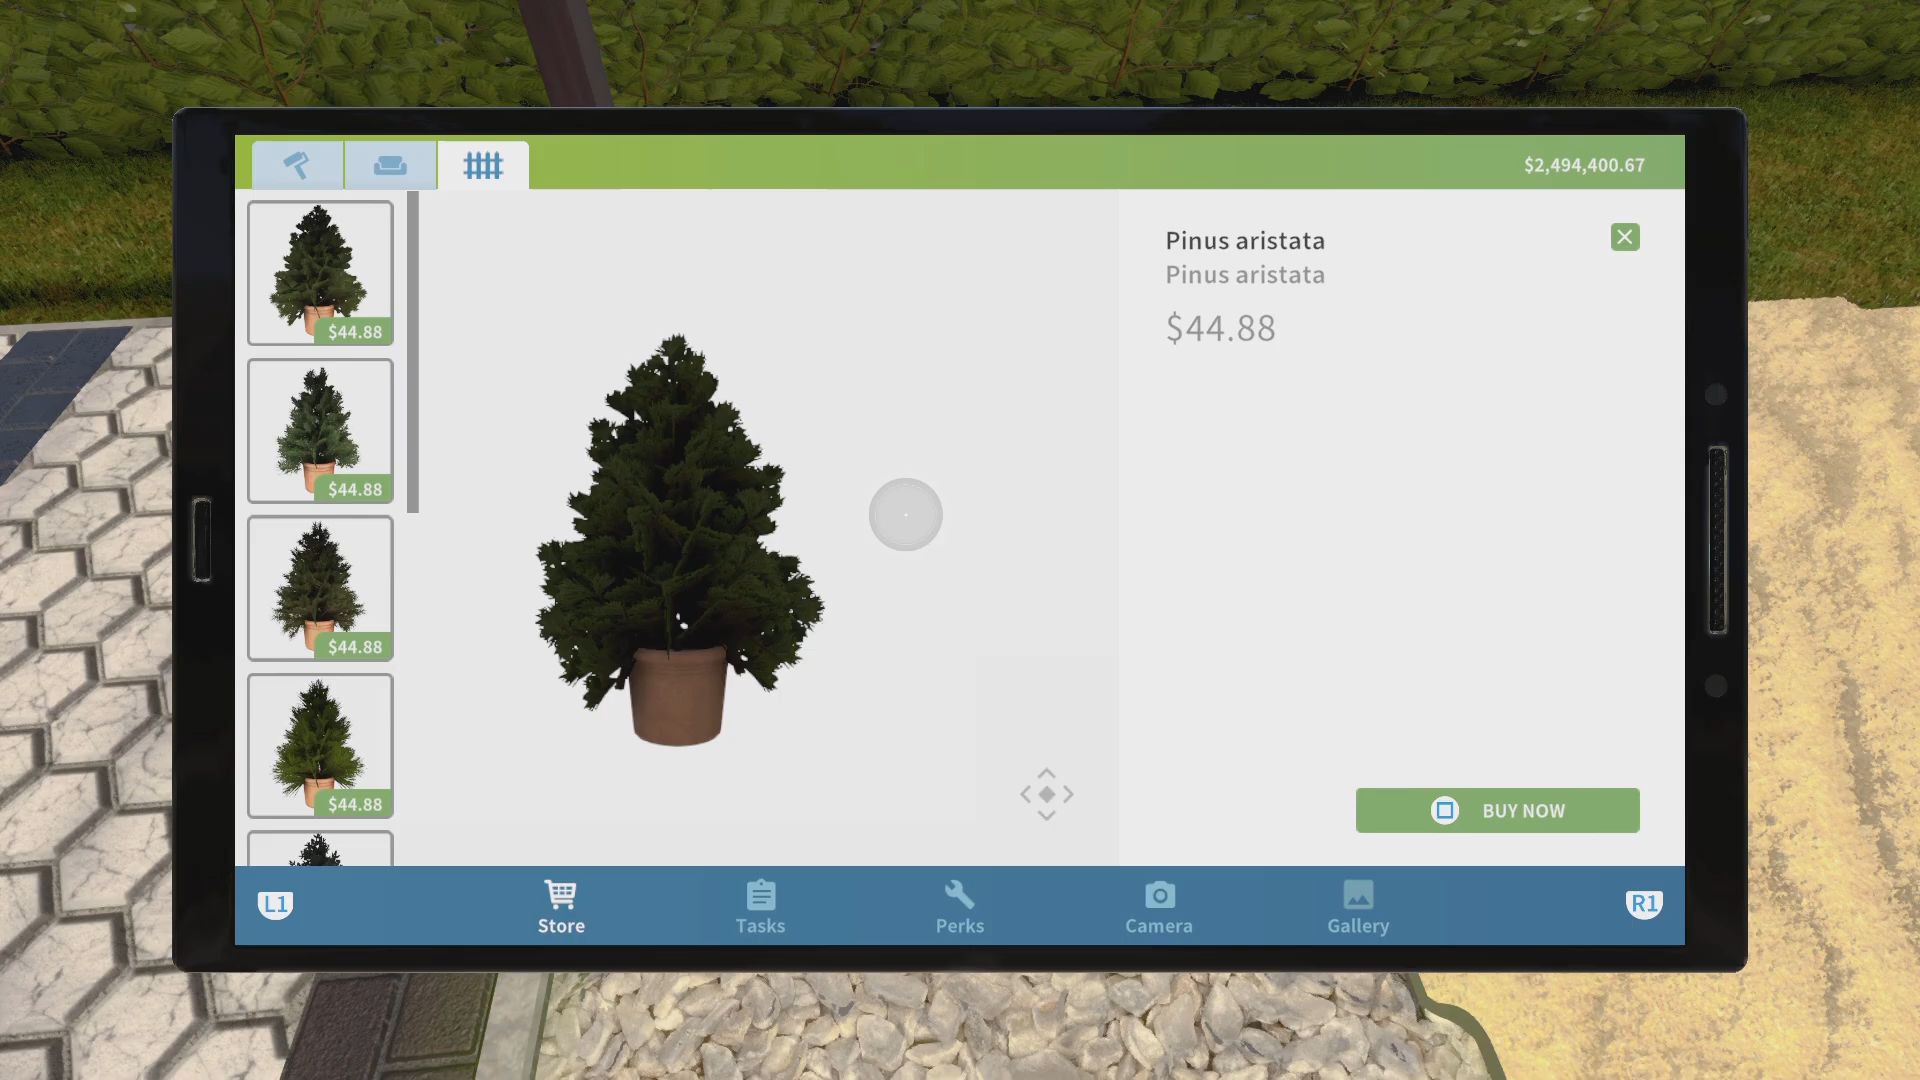 $2,494,400.67
$44.88
$44.88
$44.88
$44.88
Pinus aristata
Pinus aristata
$44.88
BUY NOW
L1
Store
Tasks
Perks
Camera
Gallery
R1